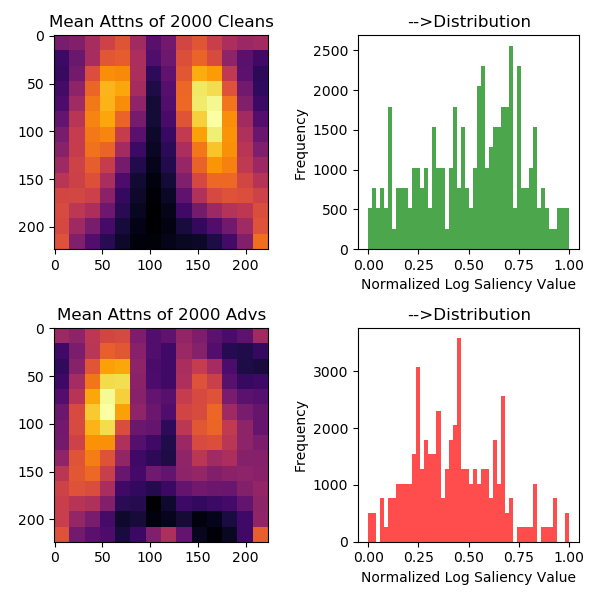 Mean Attns of 2000 Cleans
0
50
100
150
200
0 50 100 150 200
-->Distribution
Frequency
2500
2000
1500
1000
500
0
0.00 0.25 0.50 0.75 1.00
Normalized Log Saliency Value
Mean Attns of 2000 Advs
0
50
100
150
200
0 50 100 150 200
-->Distribution
Frequency
3000
2000
1000
0
0.00 0.25 0.50 0.75 1.00
Normalized Log Saliency Value